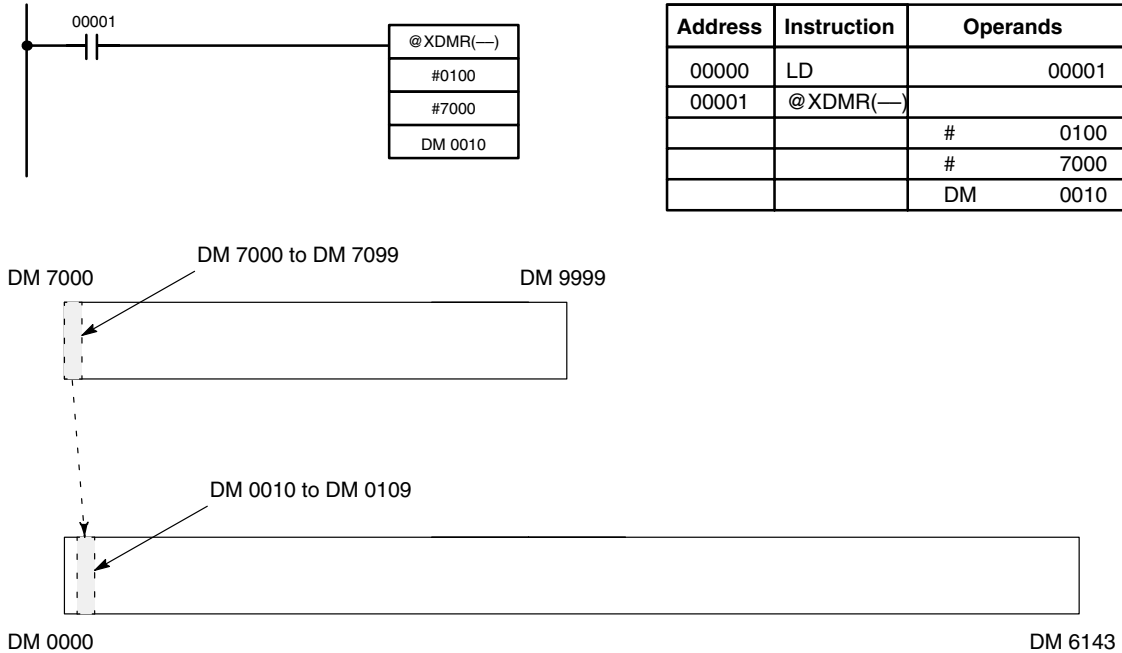 00001
@XDMR(––)
#0100
#7000
DM 0010
Address Instruction Operands
00000 LD 00001
00001 @XDMR(––)
# 0100
# 7000
DM 0010
DM 7000 to DM 7099
DM 7000 DM 9999
DM 0010 to DM 0109
DM 0000 DM 6143